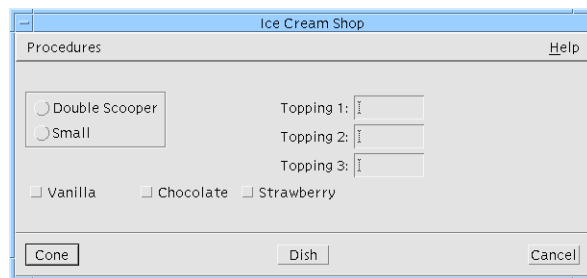 Ice Cream Shop
Procedures Help
Double Scooper Topping 1:
Small Topping 2:
Topping 3:
Vanilla Chocolate Strawberry
Cone Dish Cancel